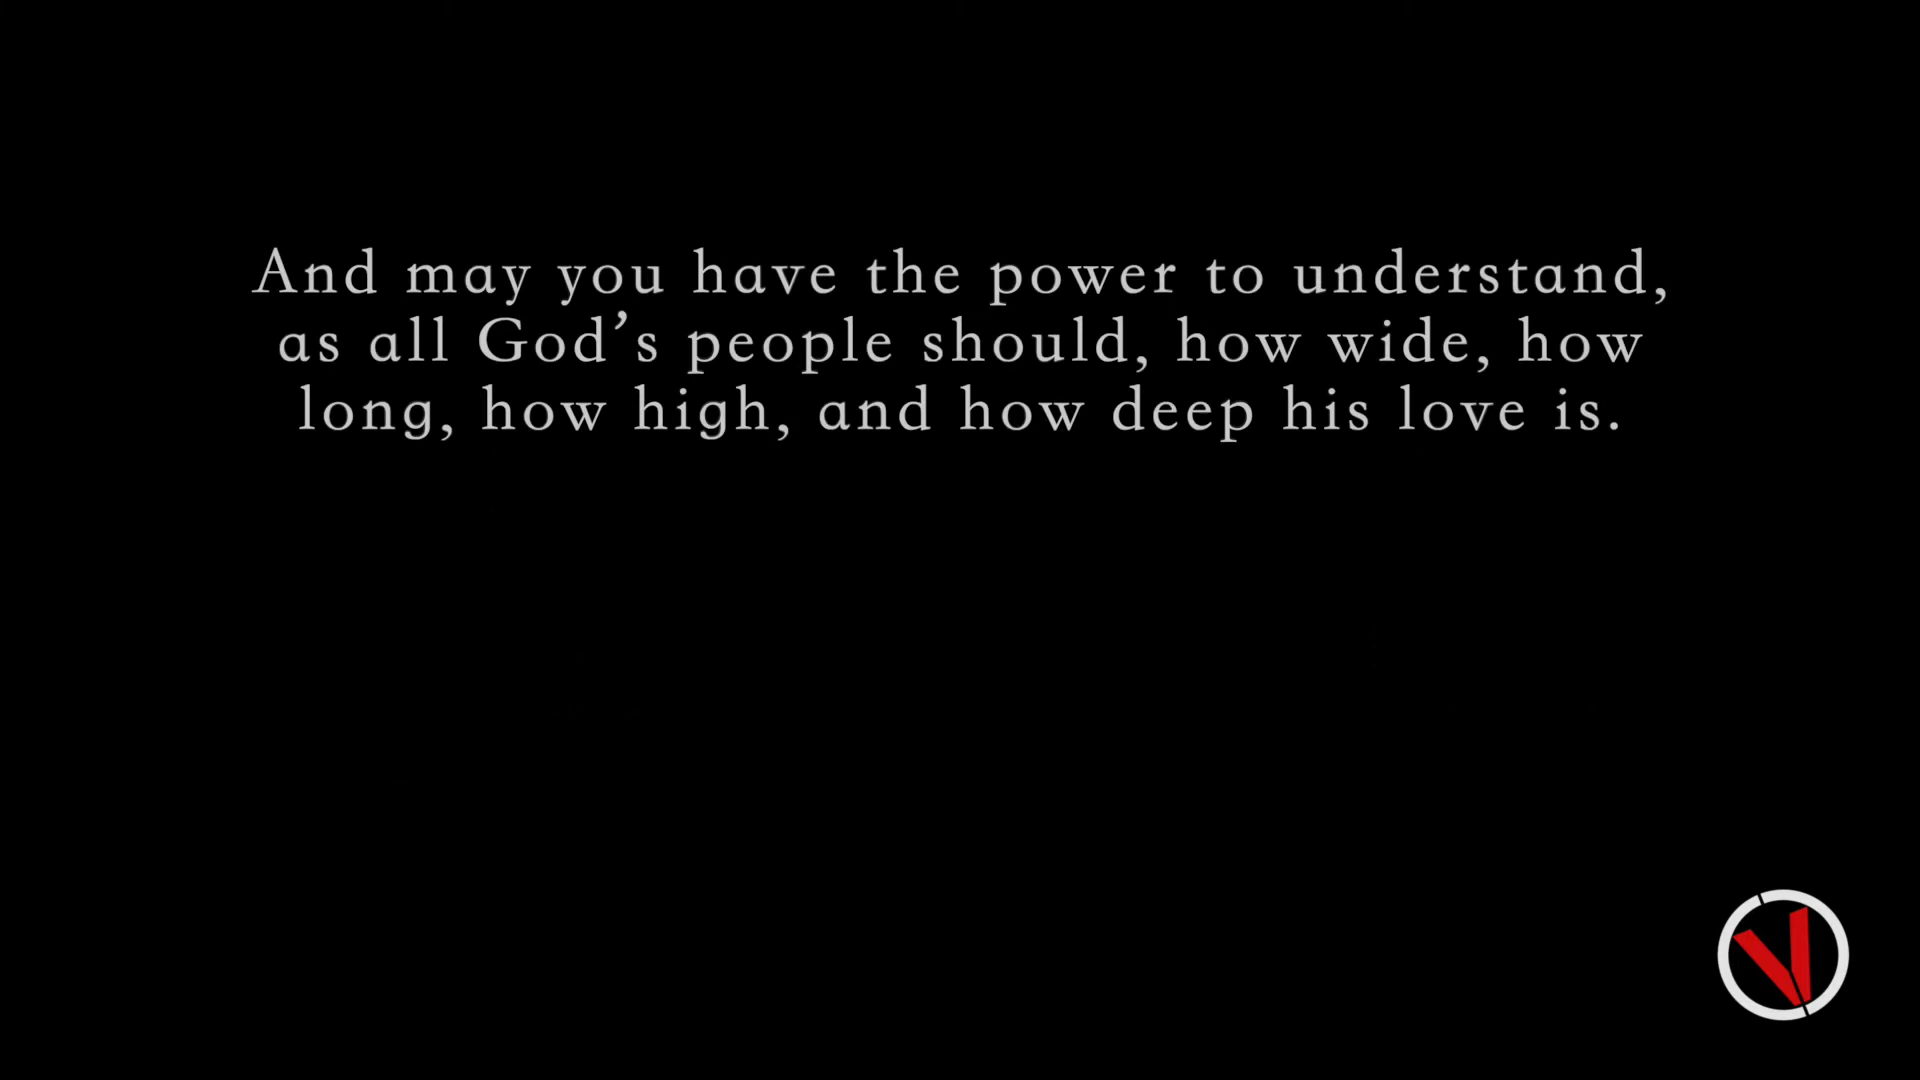 And may you have the power to understand,
as all God’s people should, how wide, how
long, how high, and how deep his love is.